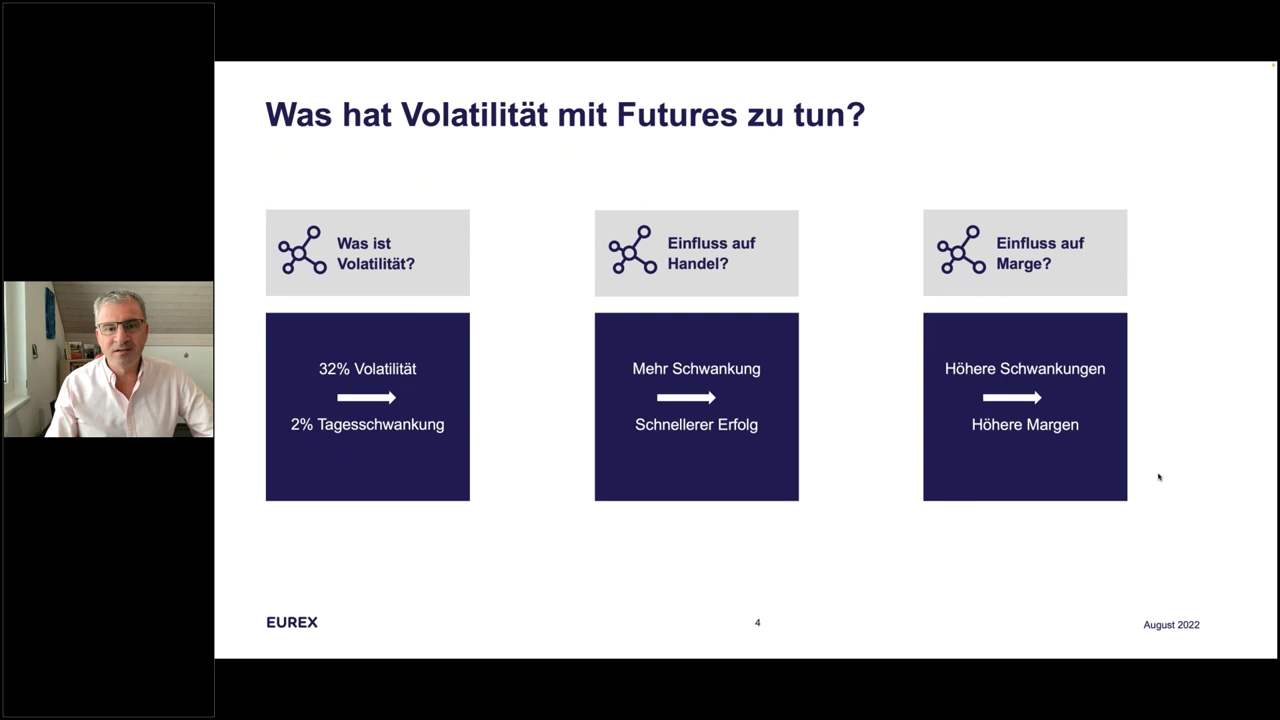 Was hat Volatilität mit Futures zu tun?
Was ist
Volatilität?
32% Volatilität
2% Tagesschwankung
Einfluss auf
Handel?
Mehr Schwankung
Schnellerer Erfolg
Einfluss auf
Marge?
Höhere Schwankungen
Höhere Margen
EUREX
4
August 2022